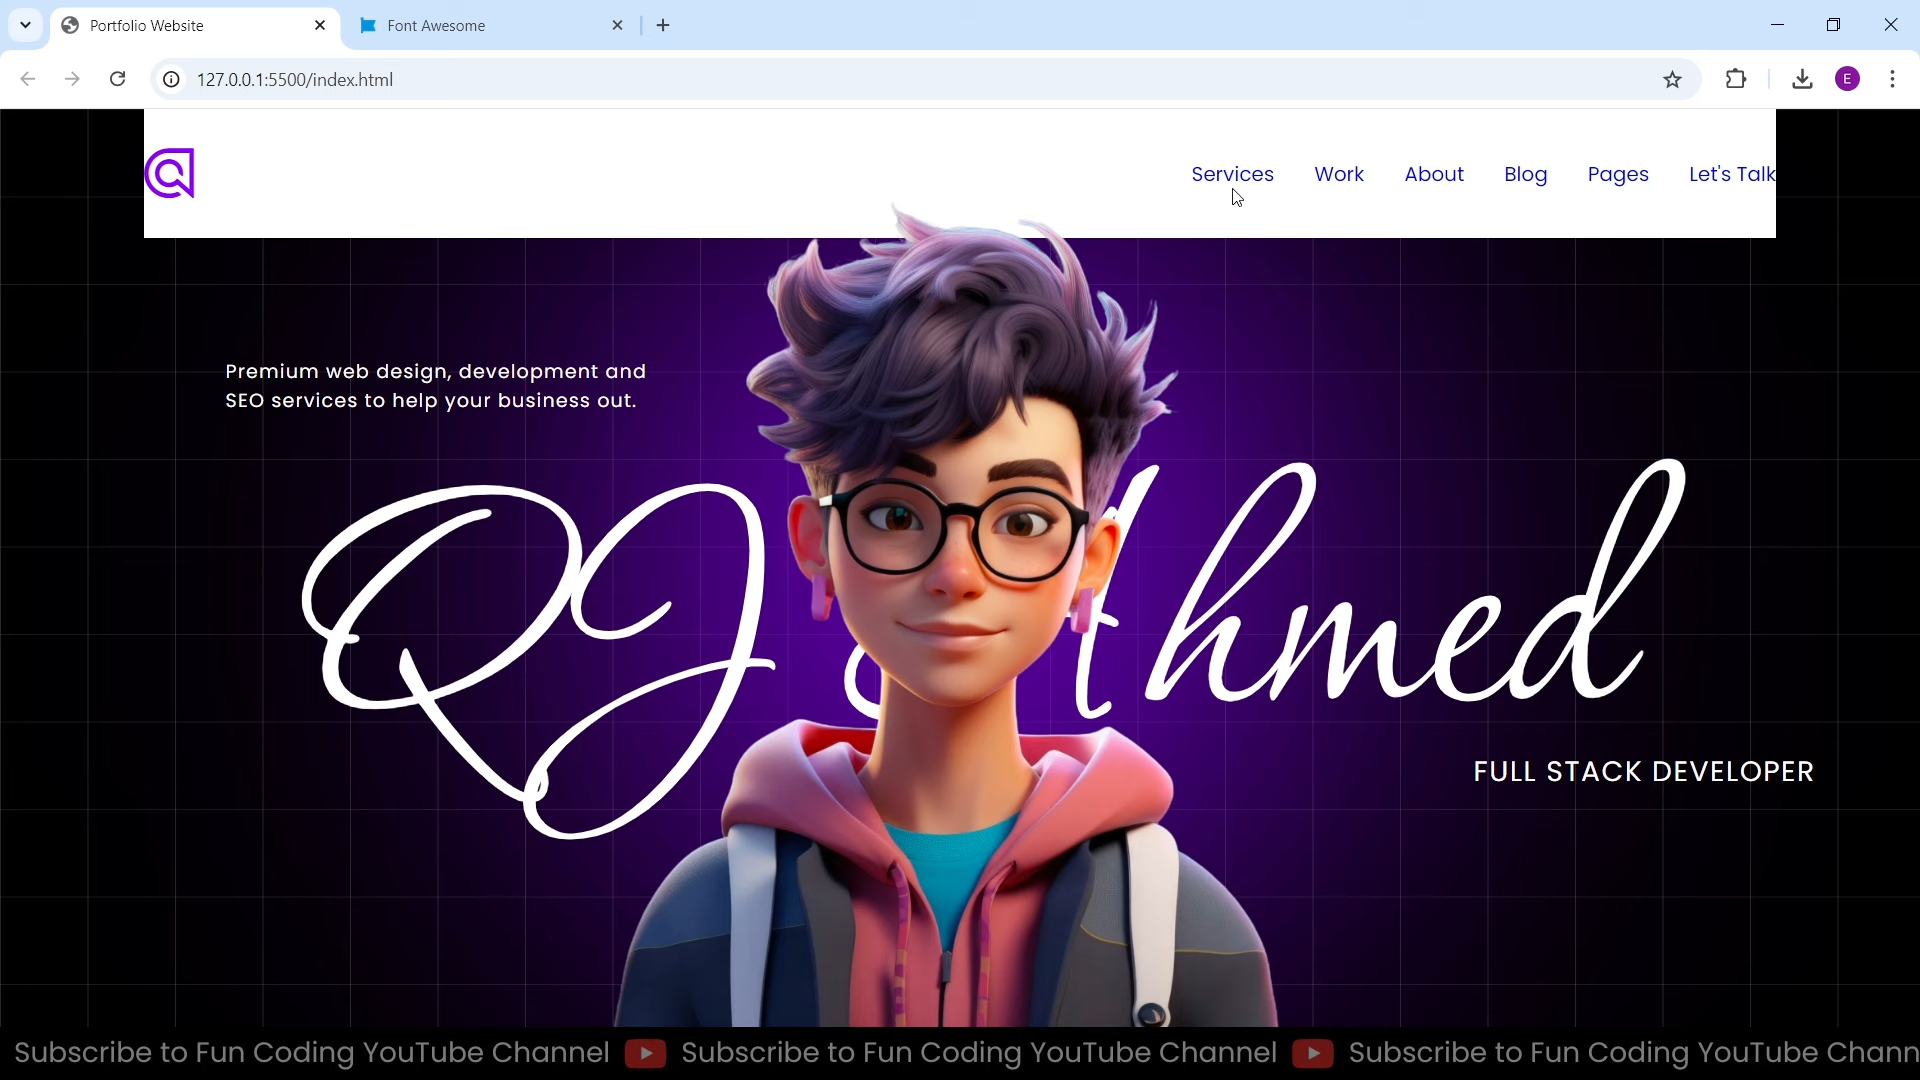 Portfolio Website
Font Awesome
127.0.0.1:5500/index.html
E
Services Work About Blog Pages Let's Talk
Premium web design, development and
SEO services to help your business out.
FULL STACK DEVELOPER
Subscribe to Fun Coding YouTube Channel Subscribe to Fun Coding YouTube Channel Subscribe to Fun Coding YouTube Chann